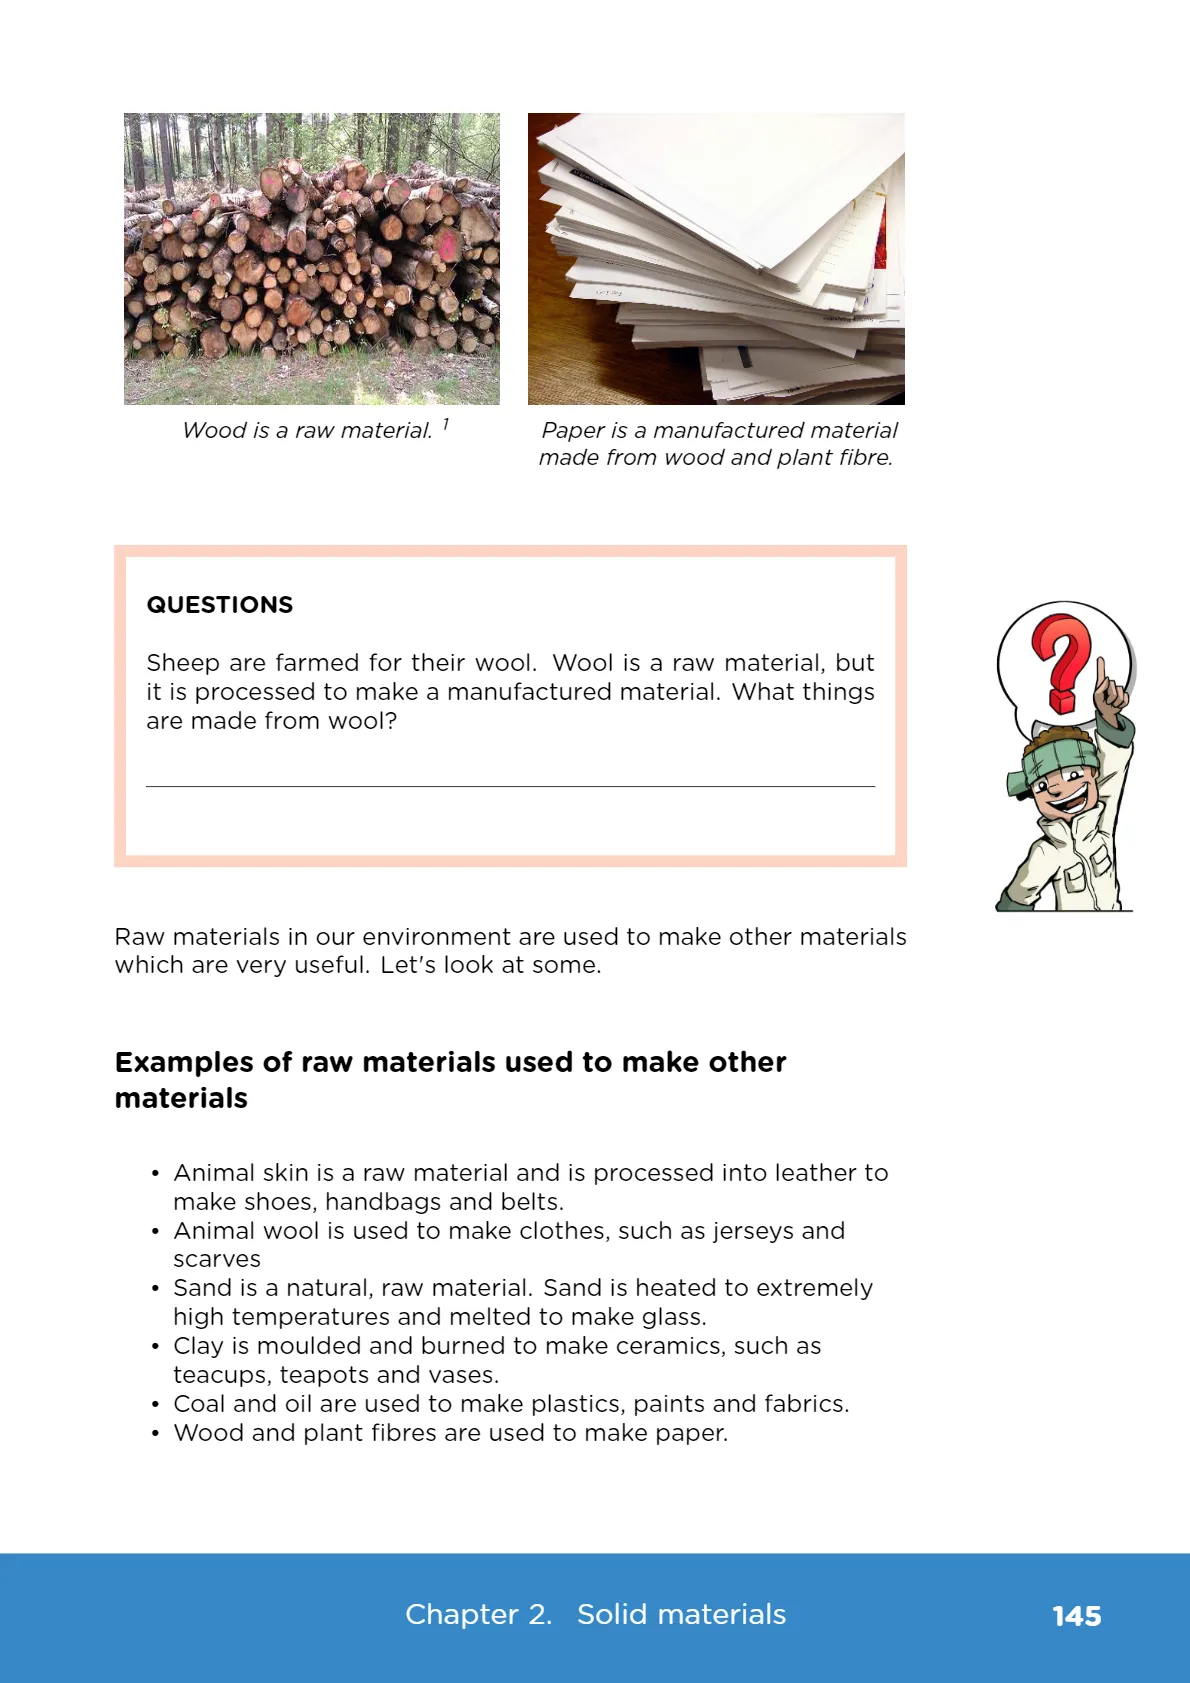 Wood is a raw material. 1
Paper is a manufactured material
made from wood and plant fibre.
QUESTIONS
Sheep are farmed for their wool. Wool is a raw material, but
it is processed to make a manufactured material. What things
are made from wool?
Raw materials in our environment are used to make other materials
which are very useful. Let's look at some.
Examples of raw materials used to make other
materials
• Animal skin is a raw material and is processed into leather to
make shoes, handbags and belts.
• Animal wool is used to make clothes, such as jerseys and
scarves
• Sand is a natural, raw material. Sand is heated to extremely
high temperatures and melted to make glass.
• Clay is moulded and burned to make ceramics, such as
teacups, teapots and vases.
• Coal and oil are used to make plastics, paints and fabrics.
• Wood and plant fibres are used to make paper.
Chapter 2. Solid materials
145